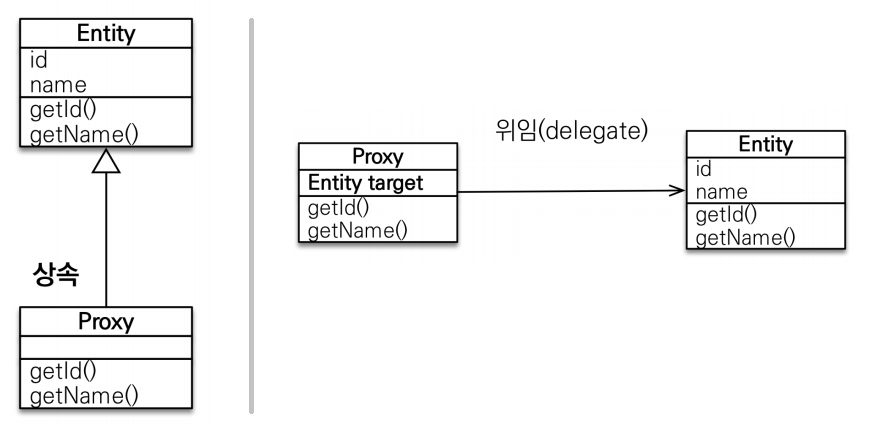 Entity
id
name
getId()
getName()
상속
Proxy
getId()
getName()
위임(delegate)
Proxy
Entity target
getId()
getName()
Entity
id
name
getId()
getName()